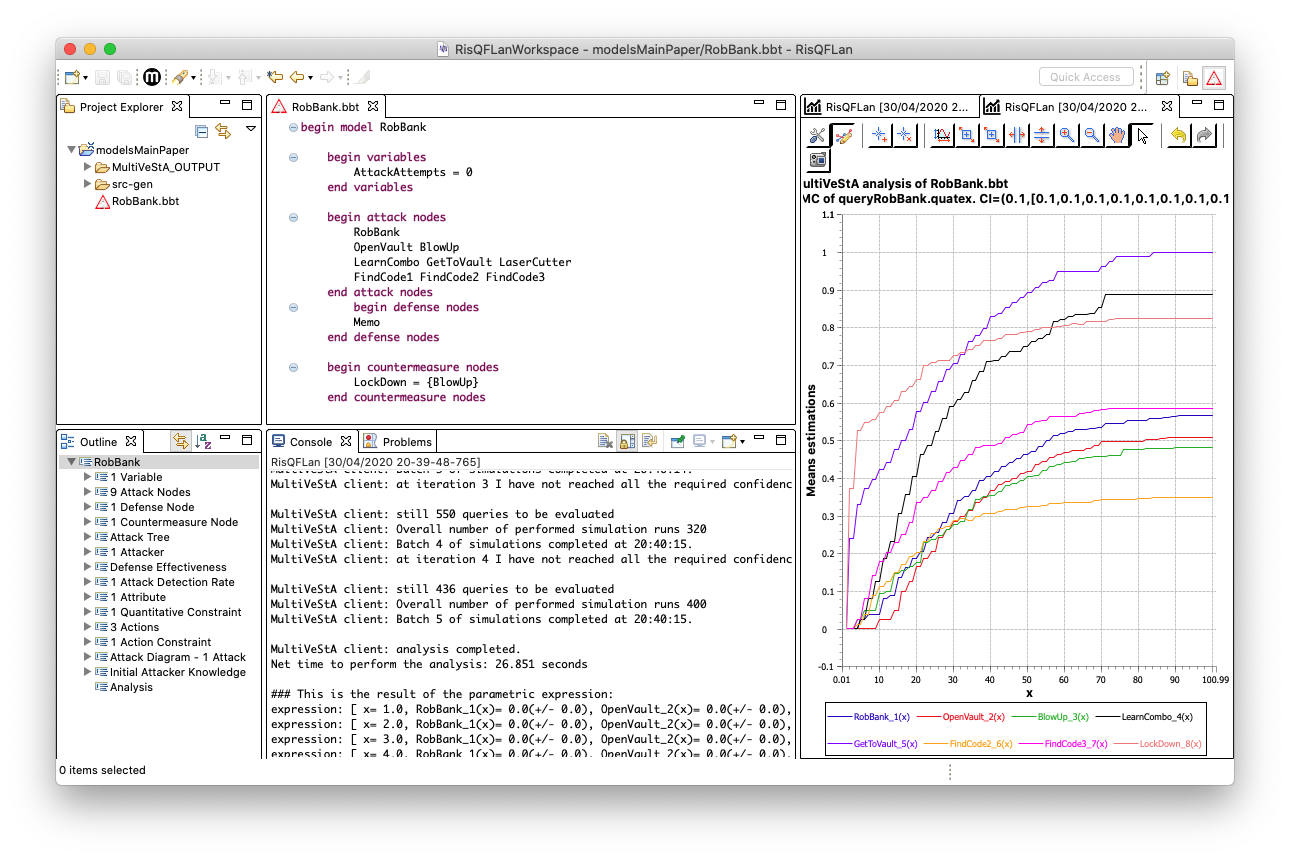 RisQFLanWorkspace - modelsMainPaper/RobBank.bbt - RisQFLan
Quick Access
Project Explorer
modelsMainPaper
MultiVeStA_OUTPUT
src-gen
RobBank.bbt
RobBank.bbt
begin model RobBank
begin variables
AttackAttempts = 0
end variables
begin attack nodes
RobBank
OpenVault BlowUp
LearnCombo GetToVault LaserCutter
FindCode1 FindCode2 FindCode3
end attack nodes
begin defense nodes
Memo
end defense nodes
begin countermeasure nodes
LockDown = {BlowUp}
end countermeasure nodes
Outline
RobBank
1 Variable
9 Attack Nodes
1 Defense Node
1 Countermeasure Node
Attack Tree
1 Attacker
Defense Effectiveness
1 Attack Detection Rate
1 Attribute
1 Quantitative Constraint
3 Actions
1 Action Constraint
Attack Diagram - 1 Attack
Initial Attacker Knowledge
Analysis
Console
Problems
RisQFLan [30/04/2020 20-39-48-765]
MultiVeStA client: at iteration 3 I have not reached all the required confidenc
MultiVeStA client: still 550 queries to be evaluated
MultiVeStA client: Overall number of performed simulation runs 320
MultiVeStA client: Batch 4 of simulations completed at 20:40:15.
MultiVeStA client: at iteration 4 I have not reached all the required confidenc
MultiVeStA client: still 436 queries to be evaluated
MultiVeStA client: Overall number of performed simulation runs 400
MultiVeStA client: Batch 5 of simulations completed at 20:40:15.
MultiVeStA client: analysis completed.
Net time to perform the analysis: 26.851 seconds
### This is the result of the parametric expression:
expression: [ x= 1.0, RobBank_1(x)= 0.0(+/- 0.0), OpenVault_2(x)= 0.0(+/- 0.0),
expression: [ x= 2.0, RobBank_1(x)= 0.0(+/- 0.0), OpenVault_2(x)= 0.0(+/- 0.0),
expression: [ x= 3.0, RobBank_1(x)= 0.0(+/- 0.0), OpenVault_2(x)= 0.0(+/- 0.0),
expression: [ x= 4.0, RobBank_1(x)= 0.0(+/- 0.0), OpenVault_2(x)= 0.0(+/- 0.0),
RisQFLan [30/04/2020 2...
RisQFLan [30/04/2020 2...
ultiVeStA analysis of RobBank.bbt
MC of queryRobBank.quatex. CI=(0.1,[0.1,0.1,0.1,0.1,0.1,0.1,0.1,0.1
Means estimations
1.1
1
0.9
0.8
0.7
0.6
0.5
0.4
0.3
0.2
0.1
0
-0.1
0.01 10 20 30 40 50 60 70 80 90 100.99
x
RobBank_1(x) OpenVault_2(x) BlowUp_3(x) LearnCombo_4(x)
GetToVault_5(x) FindCode2_6(x) FindCode3_7(x) LockDown_8(x)
0 items selected